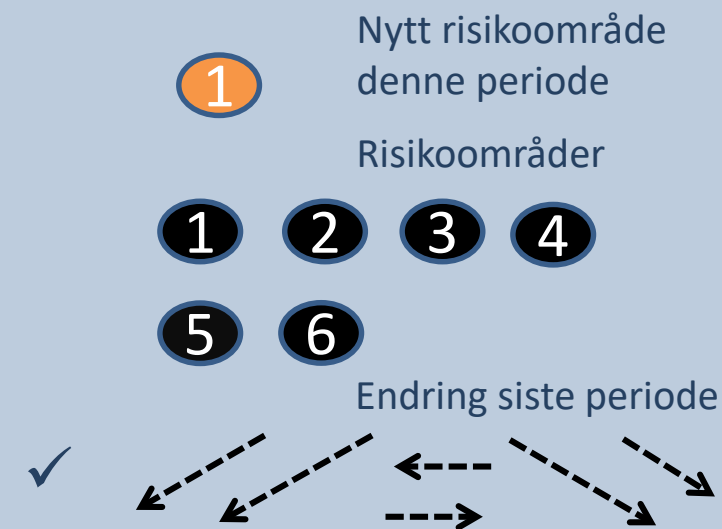 Nytt risikoområde
1 denne periode
Risikoområder
1 2 3 4
5 6
Endring siste periode
✓